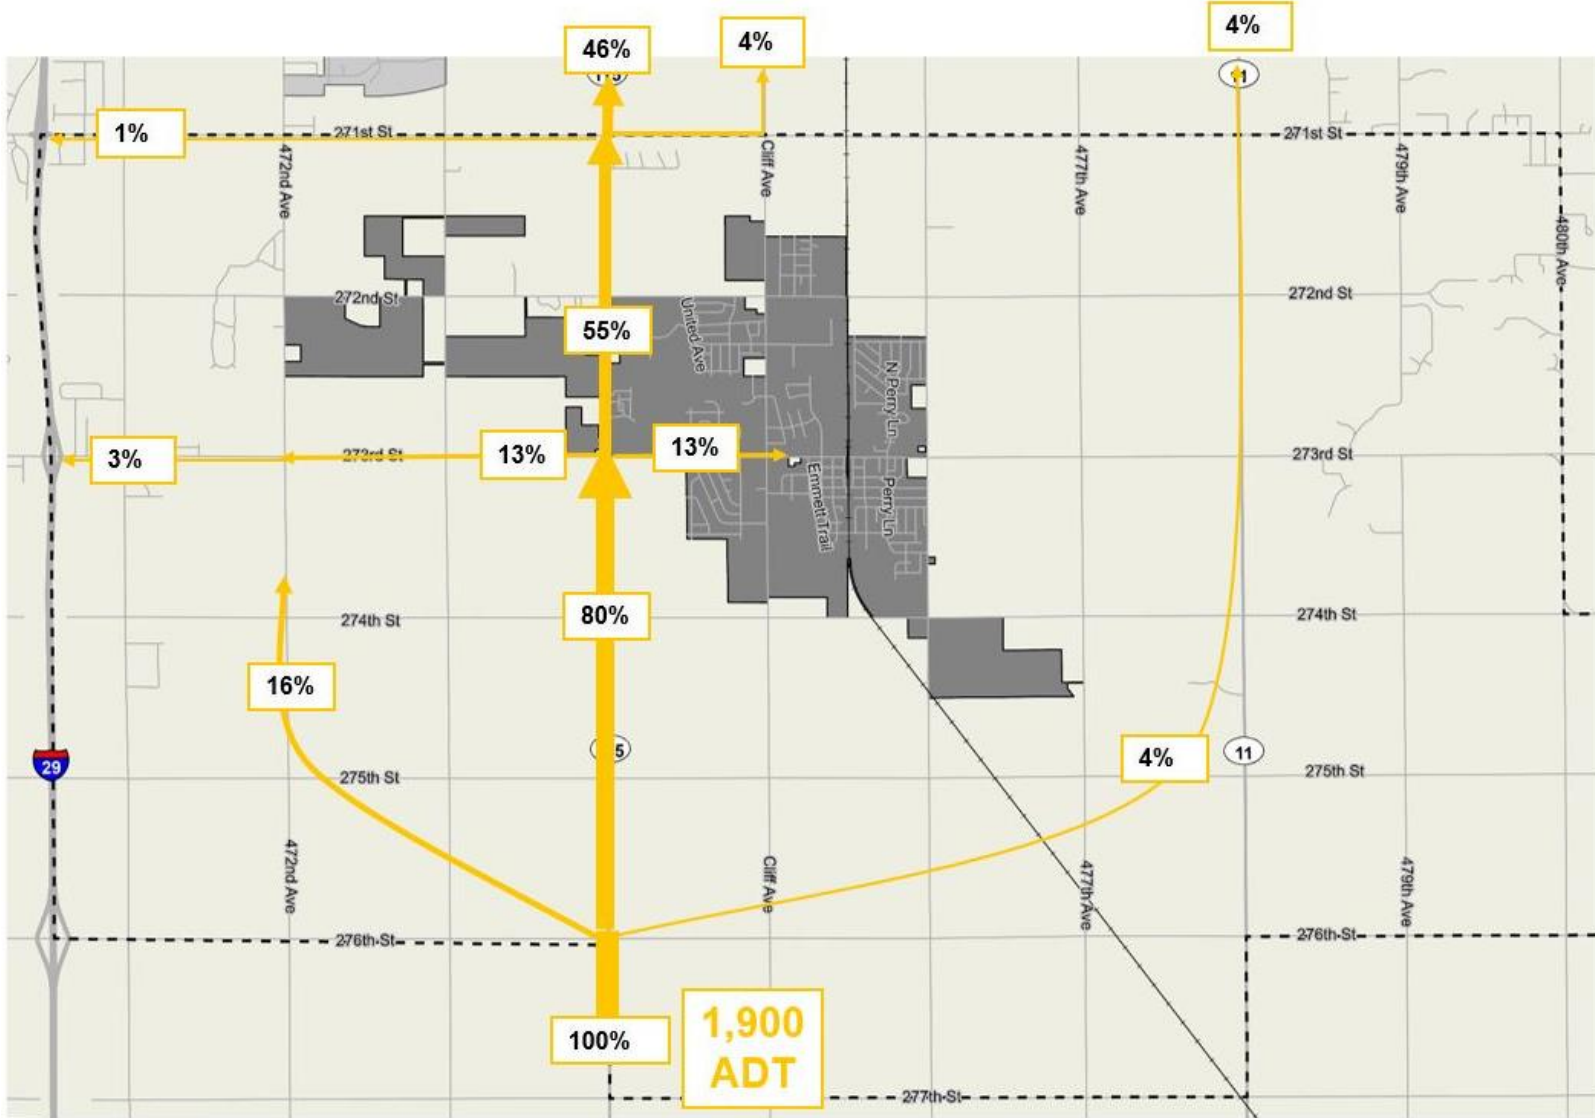 46%
4%
4%
1%
271st St
271st St
472nd Ave
Cliff Ave
477th Ave
479th Ave
480th Ave
272nd St
272nd St
United Ave
55%
N Perry Ln
3%
273rd St
13%
13%
273rd St
Emmett Trail
Perry Ln
80%
274th St
274th St
16%
4%
11
29
275th St
275th St
472nd Ave
Cliff Ave
477th Ave
479th Ave
276th St
276th St
100%
1,900
ADT
277th St